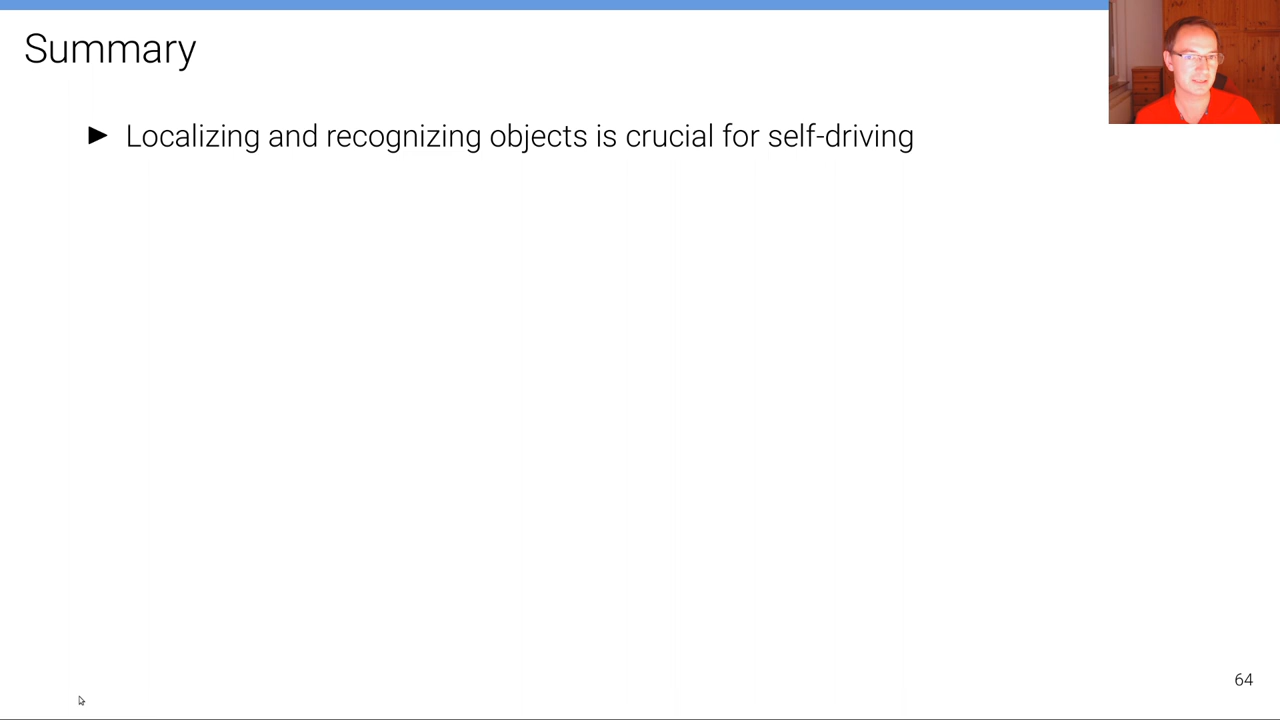 Summary
► Localizing and recognizing objects is crucial for self-driving
64